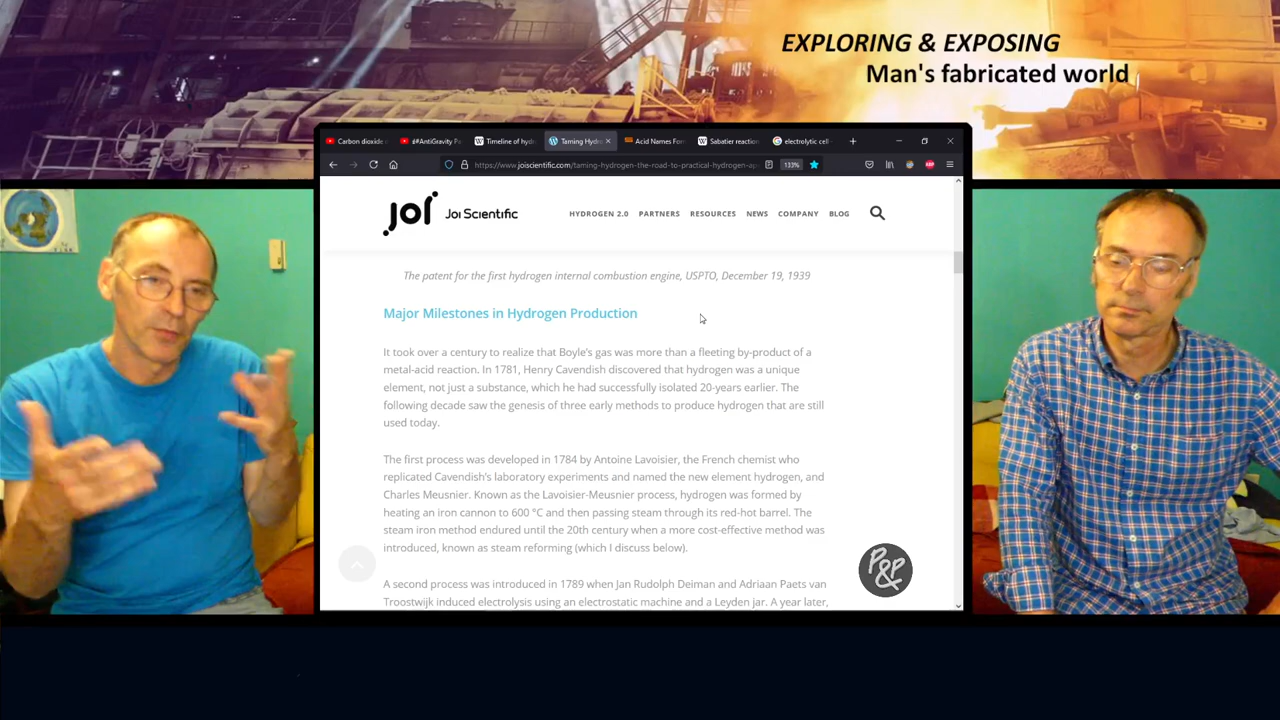 EXPLORING & EXPOSING
Man's fabricated world
Carbon dioxide
#AntiGravity
Timeline of hyd
Taming Hydro
Acid Names For
Sabatier reaction
electrolytic cell
https://www.joiscientific.com/taming-hydrogen-the-road-to-practical-hydrogen-ap
133%
joi Joi Scientific
HYDROGEN 2.0 PARTNERS RESOURCES NEWS COMPANY BLOG
The patent for the first hydrogen internal combustion engine, USPTO, December 19, 1939
Major Milestones in Hydrogen Production
It took over a century to realize that Boyle's gas was more than a fleeting by-product of a
metal-acid reaction. In 1781, Henry Cavendish discovered that hydrogen was a unique
element, not just a substance, which he had successfully isolated 20-years earlier. The
following decade saw the genesis of three early methods to produce hydrogen that are still
used today.
The first process was developed in 1784 by Antoine Lavoisier, the French chemist who
replicated Cavendish's laboratory experiments and named the new element hydrogen, and
Charles Meusnier. Known as the Lavoisier-Meusnier process, hydrogen was formed by
heating an iron cannon to 600 °C and then passing steam through its red-hot barrel. The
steam iron method endured until the 20th century when a more cost-effective method was
introduced, known as steam reforming (which I discuss below).
A second process was introduced in 1789 when Jan Rudolph Deiman and Adriaan Paets van
Troostwijk induced electrolysis using an electrostatic machine and a Leyden jar. A year later,
P&P